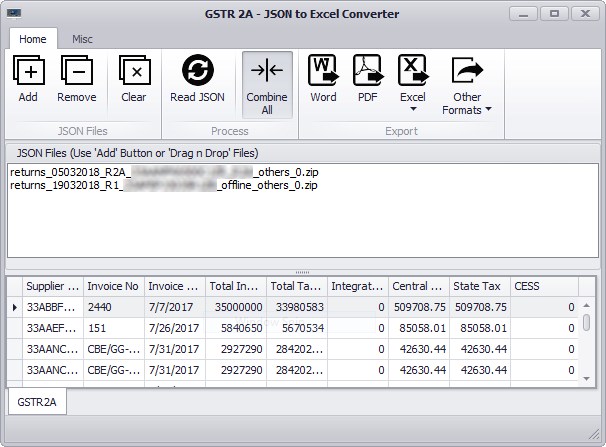 GSTR 2A - JSON to Excel Converter
Home Misc
Add Remove Clear Read JSON Combine All Word PDF Excel Other Formats
JSON Files Process Export
JSON Files (Use 'Add' Button or 'Drag n Drop' Files)
returns_05032018_R2A_ _others_0.zip
returns_19032018_R1_ _offline_others_0.zip
Supplier ... Invoice No Invoice ... Total In... Total Ta... Integrat... Central ... State Tax CESS
33ABBF... 2440 7/7/2017 35000000 33980583 0 509708.75 509708.75 0
33AAEF... 151 7/26/2017 5840650 5670534 0 85058.01 85058.01 0
33AANC... CBE/GG-... 7/31/2017 2927290 284202... 0 42630.44 42630.44 0
33AANC... CBE/GG-... 7/31/2017 2927290 284202... 0 42630.44 42630.44 0
GSTR2A